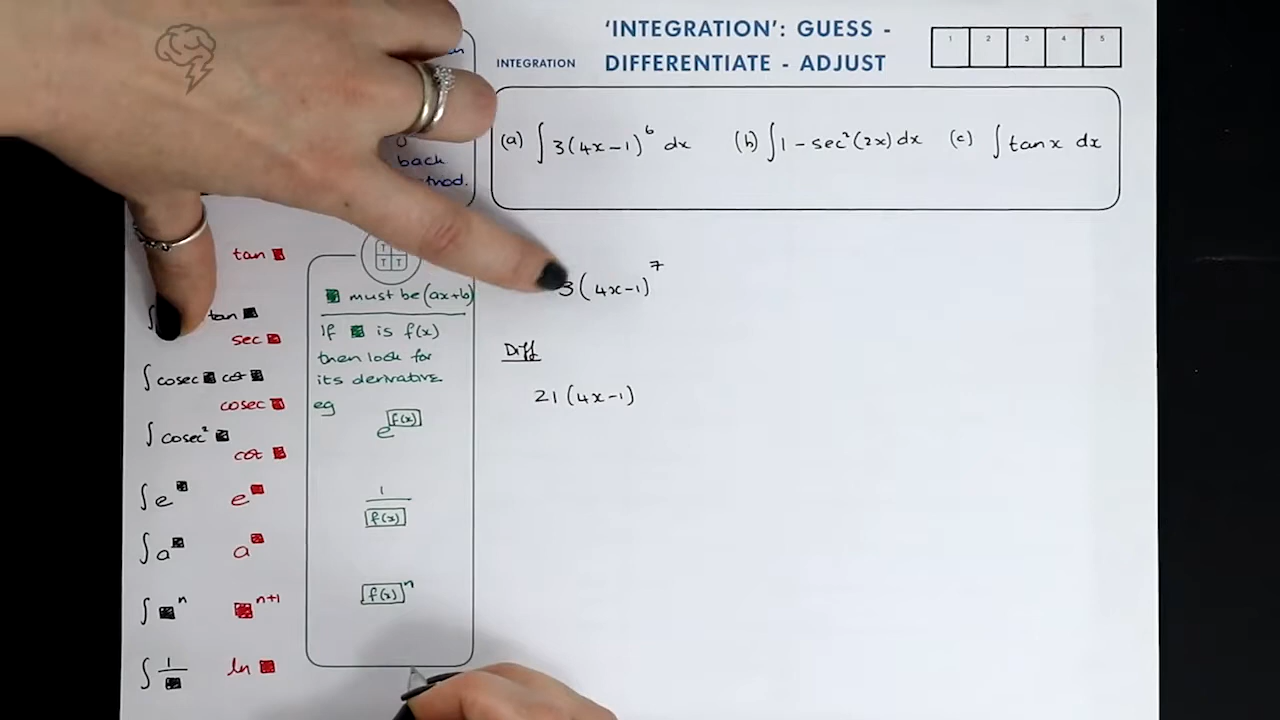 'INTEGRATION': GUESS -
INTEGRATION DIFFERENTIATE - ADJUST
1 2 3 4 5
(a) ∫ 3(4x-1)⁶ dx (b) ∫ 1 - sec²(2x) dx (c) ∫ tan x dx
back
tan ■
T
T T
■ must be (ax+b)
∫ tan ■
sec ■
If ■ is f(x)
then look for
its derivative
eg
e^f(x)
1/f(x)
f(x)ⁿ
∫ cosec ■ cot ■
cosec ■
∫ cosec² ■
cot ■
∫ e^■ e^■
∫ a^■ a^■
∫ ■ⁿ ■ⁿ⁺¹
∫ 1/■ ln ■
3(4x-1)⁷
Diff
21(4x-1)